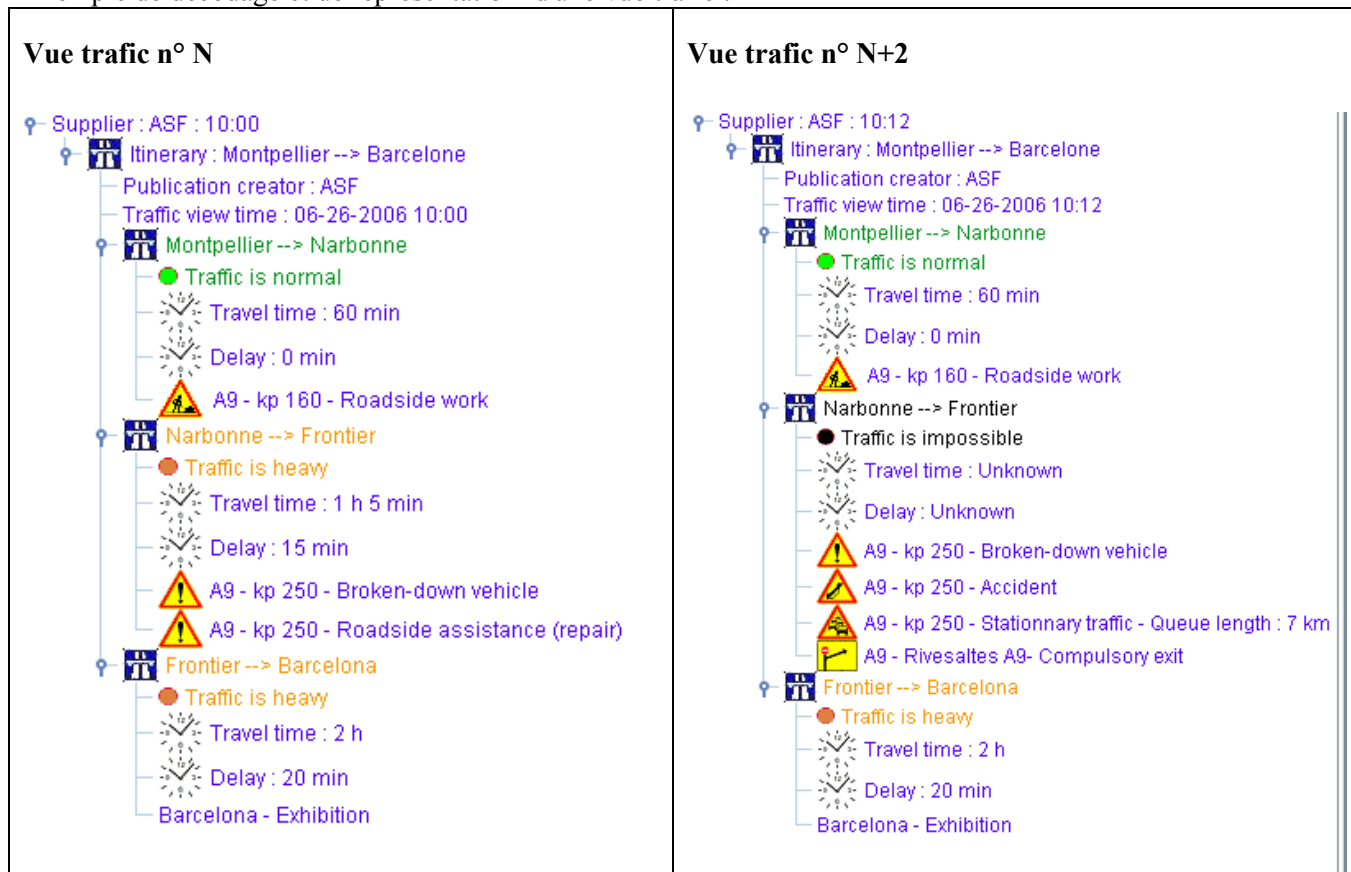 Vue trafic n° N
Supplier : ASF : 10:00
Itinerary : Montpellier --> Barcelone
Publication creator : ASF
Traffic view time : 06-26-2006 10:00
Montpellier --> Narbonne
Traffic is normal
Travel time : 60 min
Delay : 0 min
A9 - kp 160 - Roadside work
Narbonne --> Frontier
Traffic is heavy
Travel time : 1 h 5 min
Delay : 15 min
A9 - kp 250 - Broken-down vehicle
A9 - kp 250 - Roadside assistance (repair)
Frontier --> Barcelona
Traffic is heavy
Travel time : 2 h
Delay : 20 min
Barcelona - Exhibition
Vue trafic n° N+2
Supplier : ASF : 10:12
Itinerary : Montpellier --> Barcelone
Publication creator : ASF
Traffic view time : 06-26-2006 10:12
Montpellier --> Narbonne
Traffic is normal
Travel time : 60 min
Delay : 0 min
A9 - kp 160 - Roadside work
Narbonne --> Frontier
Traffic is impossible
Travel time : Unknown
Delay : Unknown
A9 - kp 250 - Broken-down vehicle
A9 - kp 250 - Accident
A9 - kp 250 - Stationnary traffic - Queue length : 7 km
A9 - Rivesaltes A9- Compulsory exit
Frontier --> Barcelona
Traffic is heavy
Travel time : 2 h
Delay : 20 min
Barcelona - Exhibition